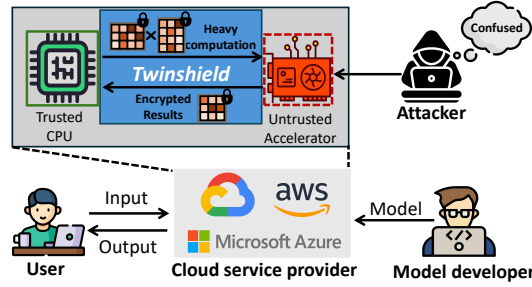 Heavy
computation
Confused
Twinshield
Encrypted
Results
Trusted
CPU
Untrusted
Accelerator
Attacker
Input
Output
aws
Microsoft Azure
Model
User
Cloud service provider
Model developer